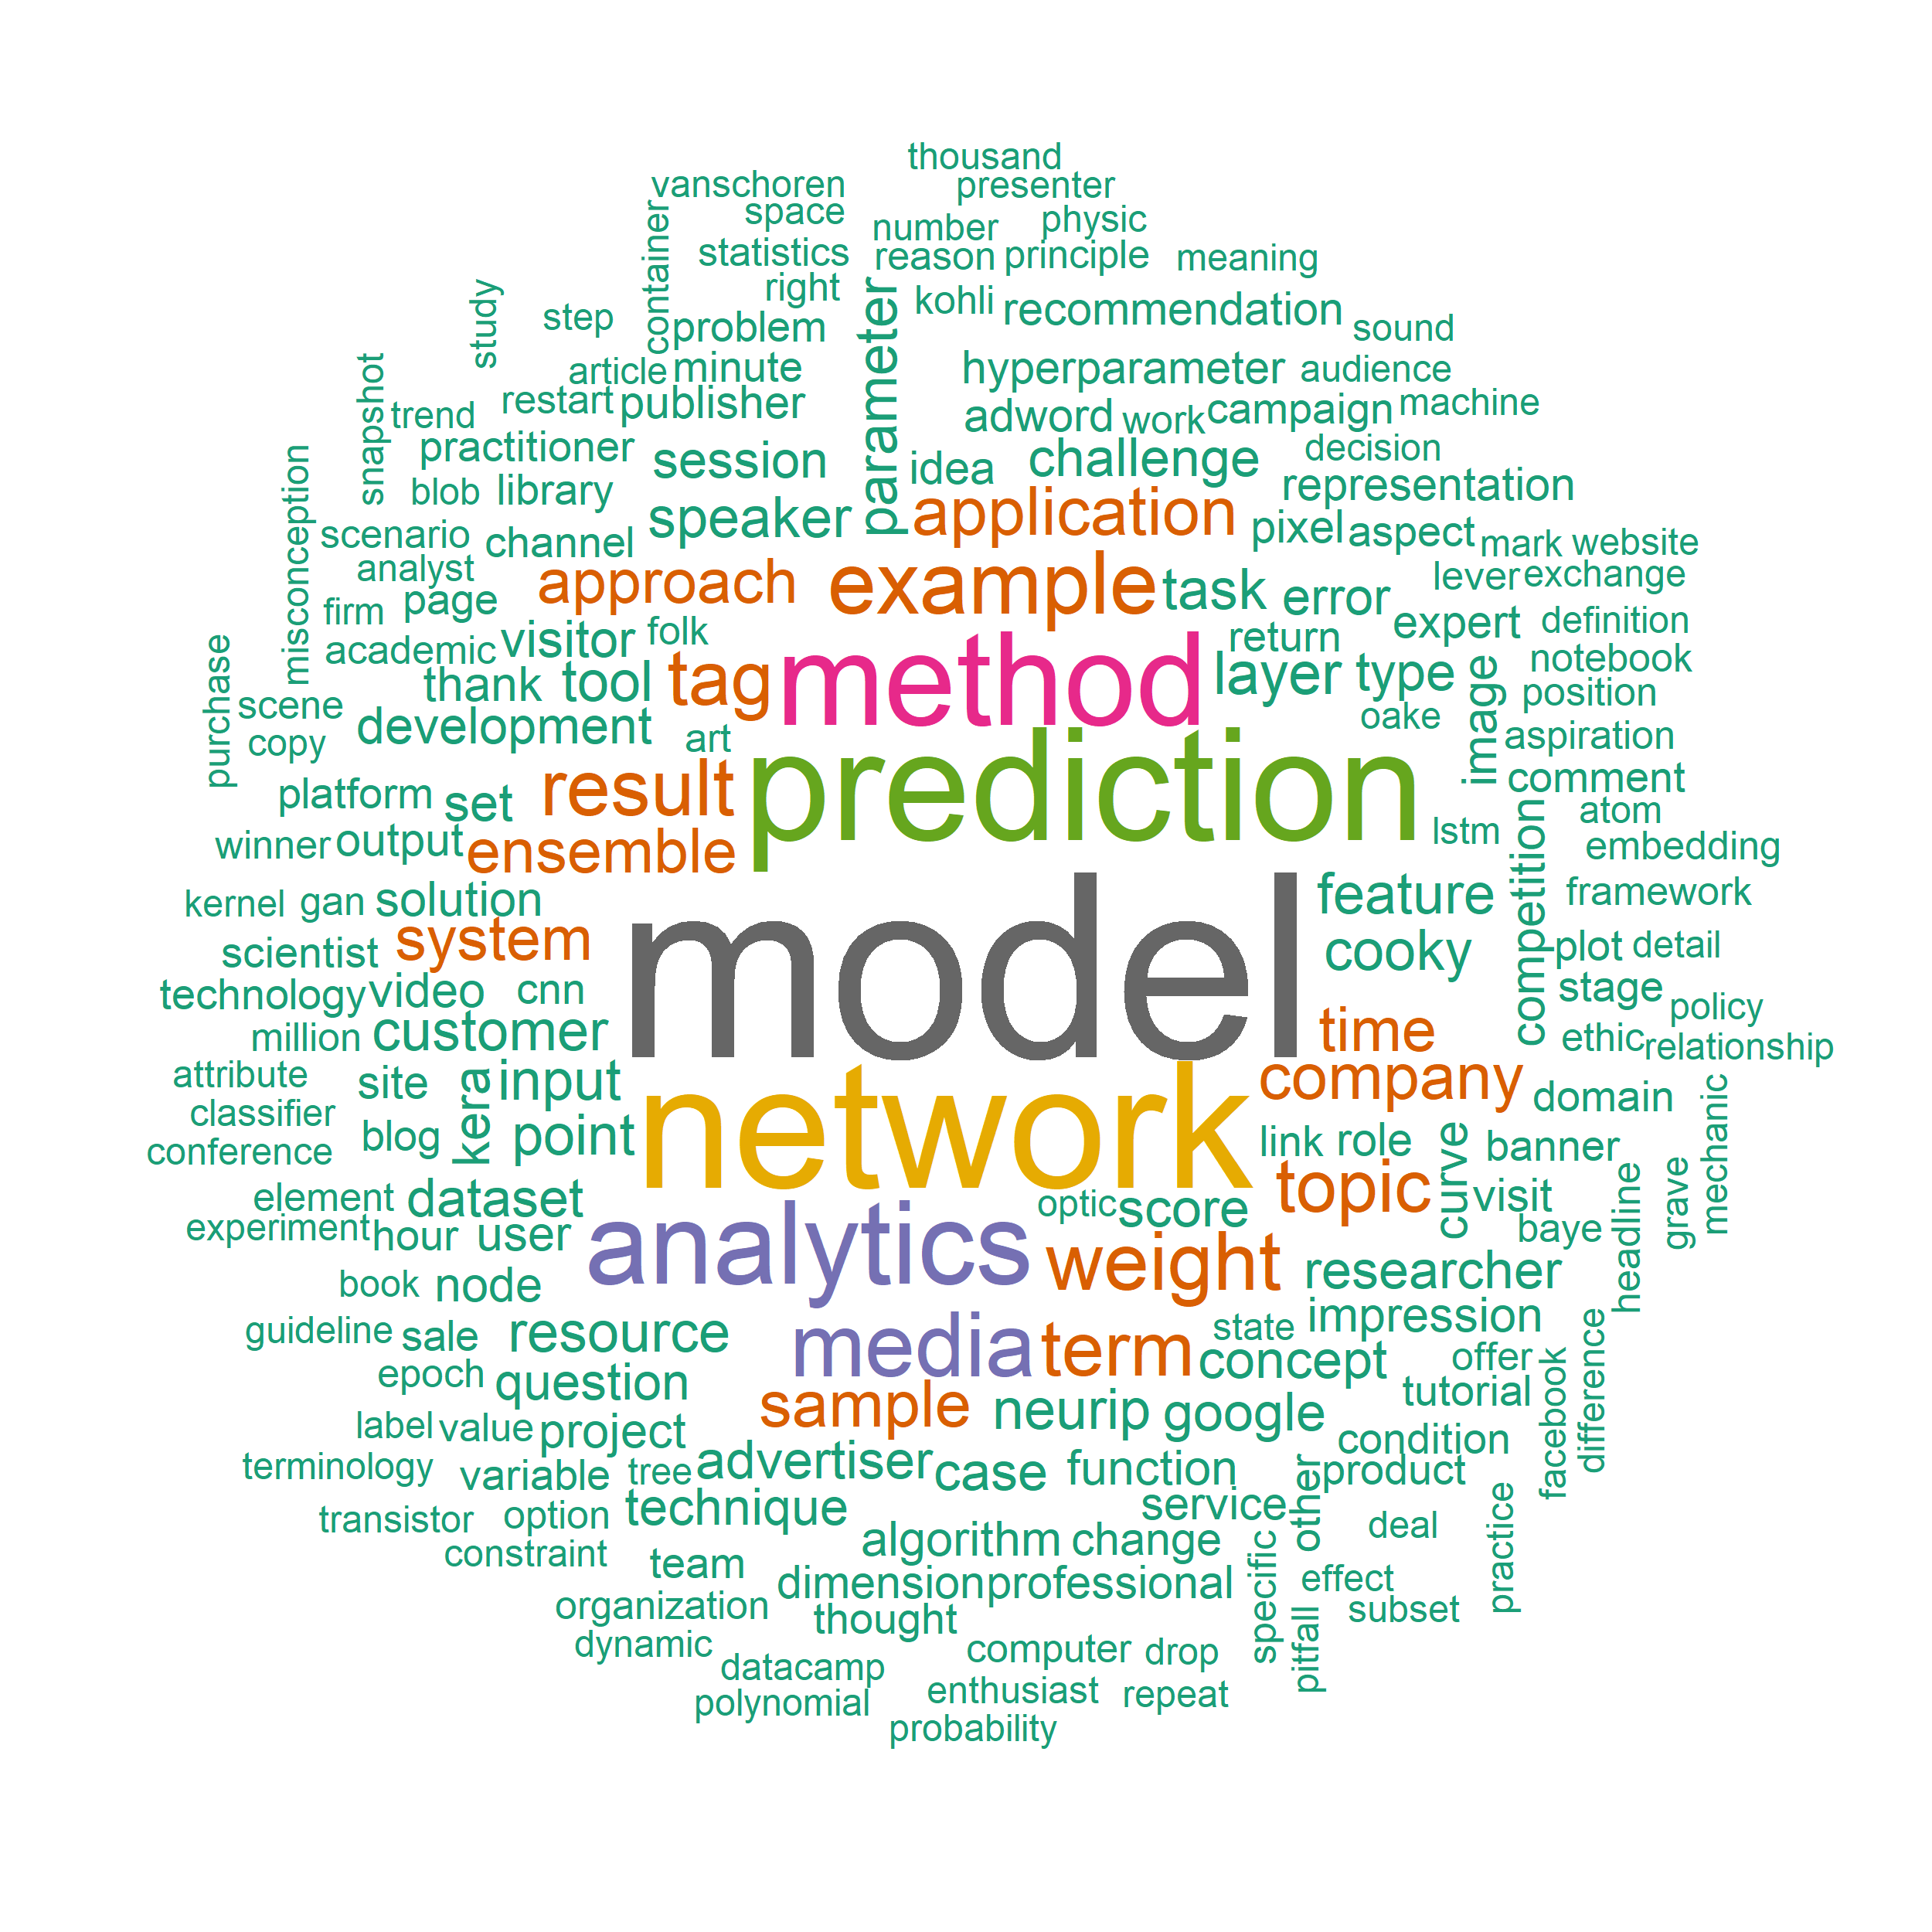 thousand
vanschoren
presenter
space
number
physic
container
statistics
reason
principle
meaning
right
parameter
kohli
recommendation
study
step
problem
sound
snapshot
article
minute
hyperparameter
audience
trend
restart
publisher
adword
work
campaign
machine
misconception
practitioner
session
idea
challenge
decision
blob
library
representation
scenario
channel
speaker
application
pixel
aspect
mark
website
analyst
approach
example
task
error
lever
exchange
firm
page
expert
definition
purchase
academic
visitor
folk
method
return
image
notebook
scene
thank
tool
tag
layer
type
position
copy
development
art
prediction
oake
aspiration
platform
set
result
comment
winner
output
ensemble
lstm
competition
atom
embedding
kernel
gan
solution
model
feature
framework
scientist
system
cooky
plot
detail
technology
video
cnn
stage
policy
million
customer
time
ethic
relationship
attribute
site
kera
input
network
company
domain
mechanic
classifier
conference
blog
point
link
role
curve
banner
headline
grave
element
dataset
analytics
optic
score
topic
visit
experiment
hour
user
weight
baye
book
node
researcher
guideline
sale
resource
media
term
state
impression
facebook
difference
epoch
question
concept
offer
label
value
project
sample
neurip
google
tutorial
terminology
variable
tree
advertiser
case
function
other
condition
product
transistor
option
technique
service
practice
constraint
team
algorithm
change
specific
deal
organization
dimension
professional
effect
dynamic
thought
pitfall
subset
datacamp
computer
drop
polynomial
enthusiast
repeat
probability